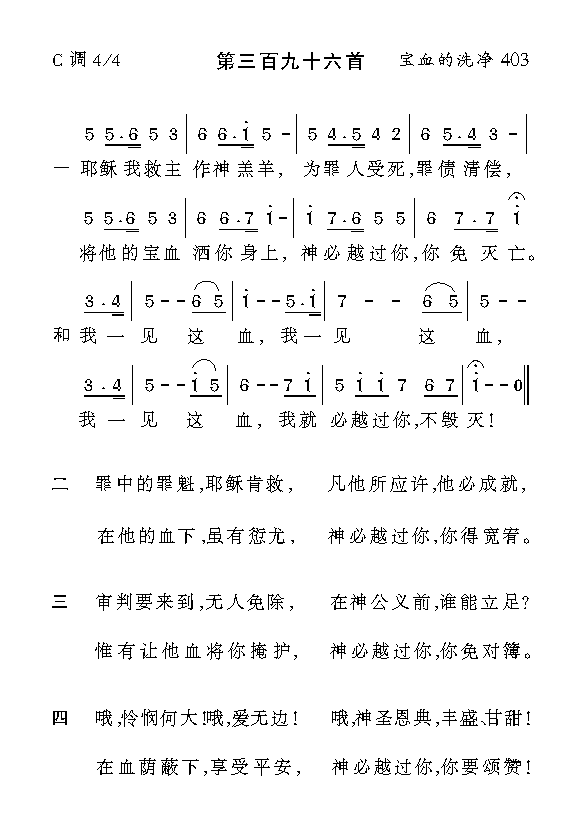 C 调 4/4 第三百九十六首 宝血的洗净 403
5 5·6 5 3 | 6 6·i 5 - | 5 4·5 4 2 | 6 5·4 3 - |
一 耶稣我救主 作神羔羊, 为罪人受死,罪债清偿,
5 5·6 5 3 | 6 6·7 i - | i 7·6 5 5 | 6 7·7 i
将他的宝血 洒你身上, 神必越过你,你免灭亡。
3·4 | 5 - - 6 5 | i - - 5·i | 7 - - 6 5 | 5 - -
和 我一见这血, 我一见这血,
3·4 | 5 - - i 5 | 6 - - 7 i | 5 i i 7 6 7 | i - - 0 ‖
我一见这血, 我就必越过你,不毁灭!
二 罪中的罪魁,耶稣肯救, 凡他所应许,他必成就,
在他的血下,虽有愆尤, 神必越过你,你得宽宥。
三 审判要来到,无人免除, 在神公义前,谁能立足?
惟有让他血将你掩护, 神必越过你,你免对簿。
四 哦,怜悯何大!哦,爱无边! 哦,神圣恩典,丰盛、甘甜!
在血荫蔽下,享受平安, 神必越过你,你要颂赞!